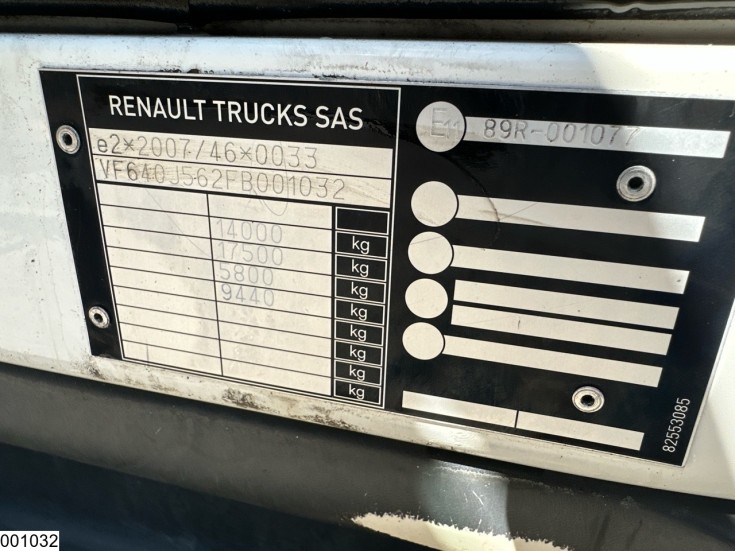 RENAULT TRUCKS SAS
e2*2007/46*0033
VF640J562FB001032
14000 kg
17500 kg
5800 kg
9440 kg
kg
kg
kg
kg
E11 89R-001077
82553085
001032